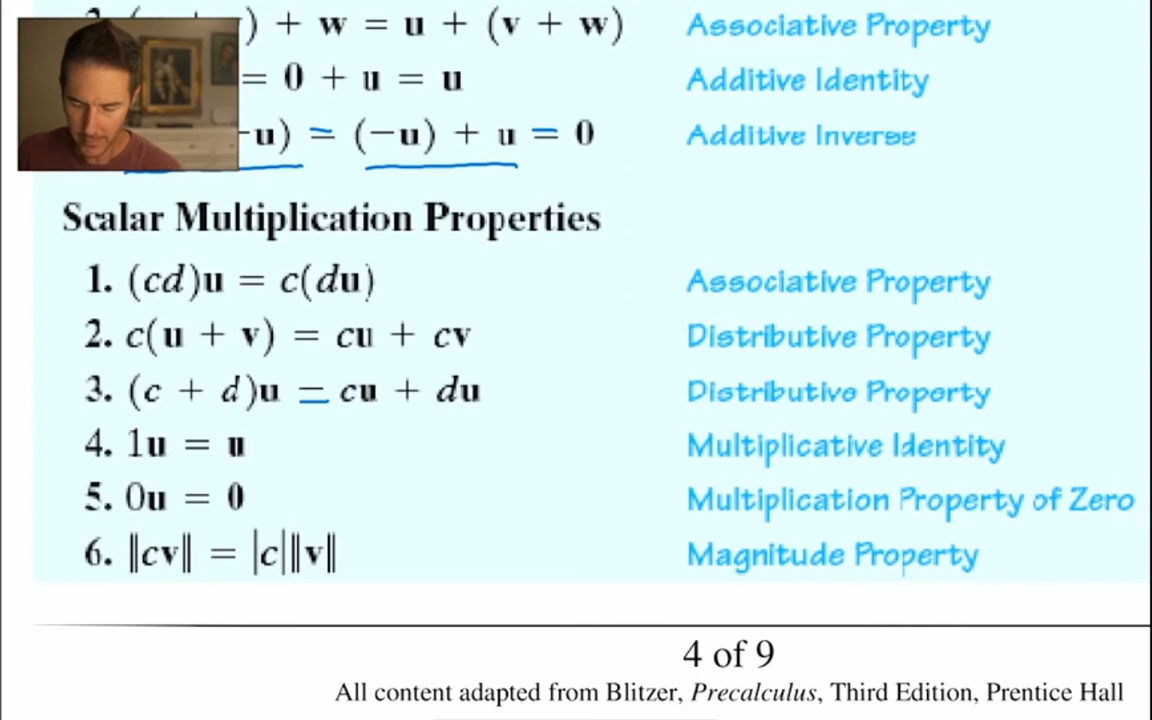 ) + w = u + (v + w) Associative Property
= 0 + u = u Additive Identity
-u) = (−u) + u = 0 Additive Inverse
Scalar Multiplication Properties
1. (cd)u = c(du) Associative Property
2. c(u + v) = cu + cv Distributive Property
3. (c + d)u = cu + du Distributive Property
4. 1u = u Multiplicative Identity
5. 0u = 0 Multiplication Property of Zero
6. ‖cv‖ = |c|‖v‖ Magnitude Property
4 of 9
All content adapted from Blitzer, Precalculus, Third Edition, Prentice Hall